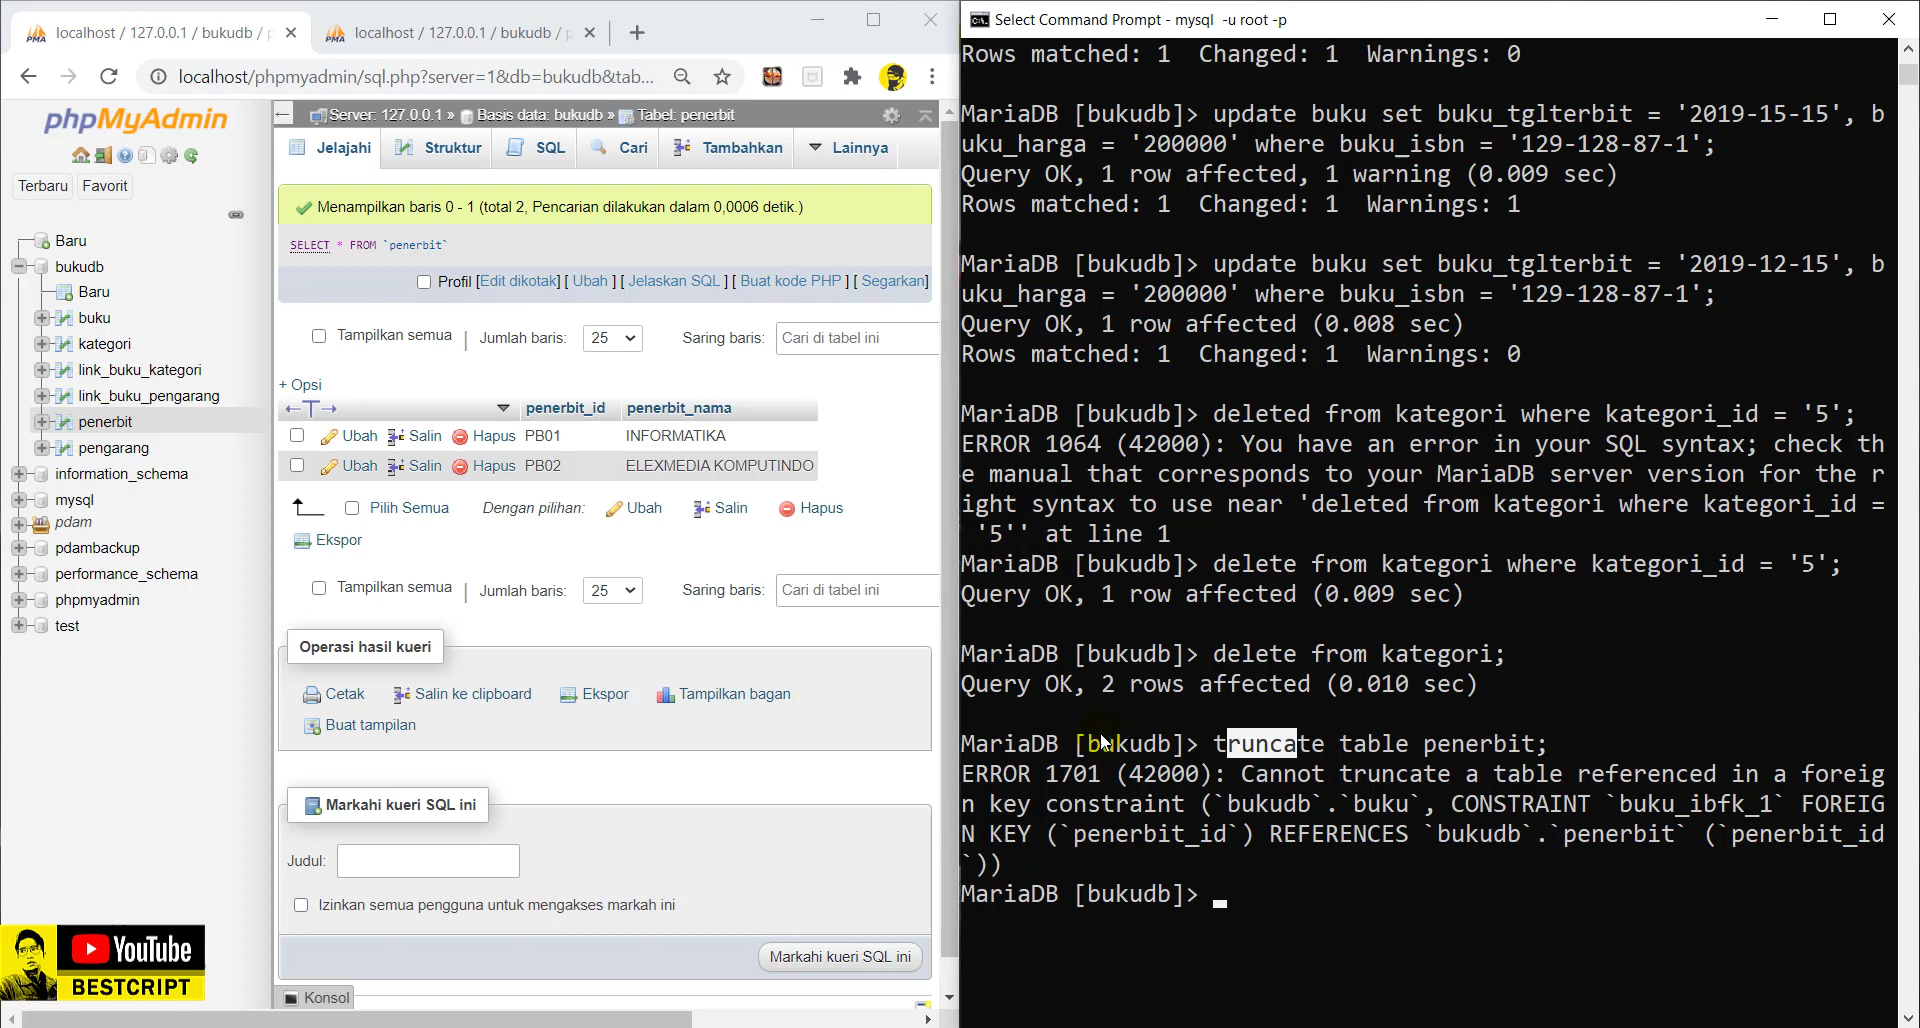 localhost / 127.0.0.1 / bukudb / p
localhost / 127.0.0.1 / bukudb / p
localhost/phpmyadmin/sql.php?server=1&db=bukudb&tab...
phpMyAdmin
Terbaru
Favorit
Baru
bukudb
Baru
buku
kategori
link_buku_kategori
link_buku_pengarang
penerbit
pengarang
information_schema
mysql
pdam
pdambackup
performance_schema
phpmyadmin
test
YouTube
BESTCRIPT
Server: 127.0.0.1 » Basis data: bukudb » Tabel: penerbit
Jelajahi
Struktur
SQL
Cari
Tambahkan
Lainnya
Menampilkan baris 0 - 1 (total 2, Pencarian dilakukan dalam 0,0006 detik.)
SELECT * FROM `penerbit`
Profil [Edit dikotak] [ Ubah ] [ Jelaskan SQL ] [ Buat kode PHP ] [ Segarkan]
Tampilkan semua | Jumlah baris: 25 Saring baris: Cari di tabel ini
+ Opsi
←T→ penerbit_id penerbit_nama
Ubah Salin Hapus PB01 INFORMATIKA
Ubah Salin Hapus PB02 ELEXMEDIA KOMPUTINDO
Pilih Semua Dengan pilihan: Ubah Salin Hapus
Ekspor
Tampilkan semua | Jumlah baris: 25 Saring baris: Cari di tabel ini
Operasi hasil kueri
Cetak Salin ke clipboard Ekspor Tampilkan bagan
Buat tampilan
Markahi kueri SQL ini
Judul:
Izinkan semua pengguna untuk mengakses markah ini
Markahi kueri SQL ini
Konsol
Select Command Prompt - mysql -u root -p
Rows matched: 1  Changed: 1  Warnings: 0
MariaDB [bukudb]> update buku set buku_tglterbit = '2019-15-15', b
uku_harga = '200000' where buku_isbn = '129-128-87-1';
Query OK, 1 row affected, 1 warning (0.009 sec)
Rows matched: 1  Changed: 1  Warnings: 1
MariaDB [bukudb]> update buku set buku_tglterbit = '2019-12-15', b
uku_harga = '200000' where buku_isbn = '129-128-87-1';
Query OK, 1 row affected (0.008 sec)
Rows matched: 1  Changed: 1  Warnings: 0
MariaDB [bukudb]> deleted from kategori where kategori_id = '5';
ERROR 1064 (42000): You have an error in your SQL syntax; check th
e manual that corresponds to your MariaDB server version for the r
ight syntax to use near 'deleted from kategori where kategori_id =
 '5'' at line 1
MariaDB [bukudb]> delete from kategori where kategori_id = '5';
Query OK, 1 row affected (0.009 sec)
MariaDB [bukudb]> delete from kategori;
Query OK, 2 rows affected (0.010 sec)
MariaDB [bukudb]> truncate table penerbit;
ERROR 1701 (42000): Cannot truncate a table referenced in a foreig
n key constraint (`bukudb`.`buku`, CONSTRAINT `buku_ibfk_1` FOREIG
N KEY (`penerbit_id`) REFERENCES `bukudb`.`penerbit` (`penerbit_id
`))
MariaDB [bukudb]>